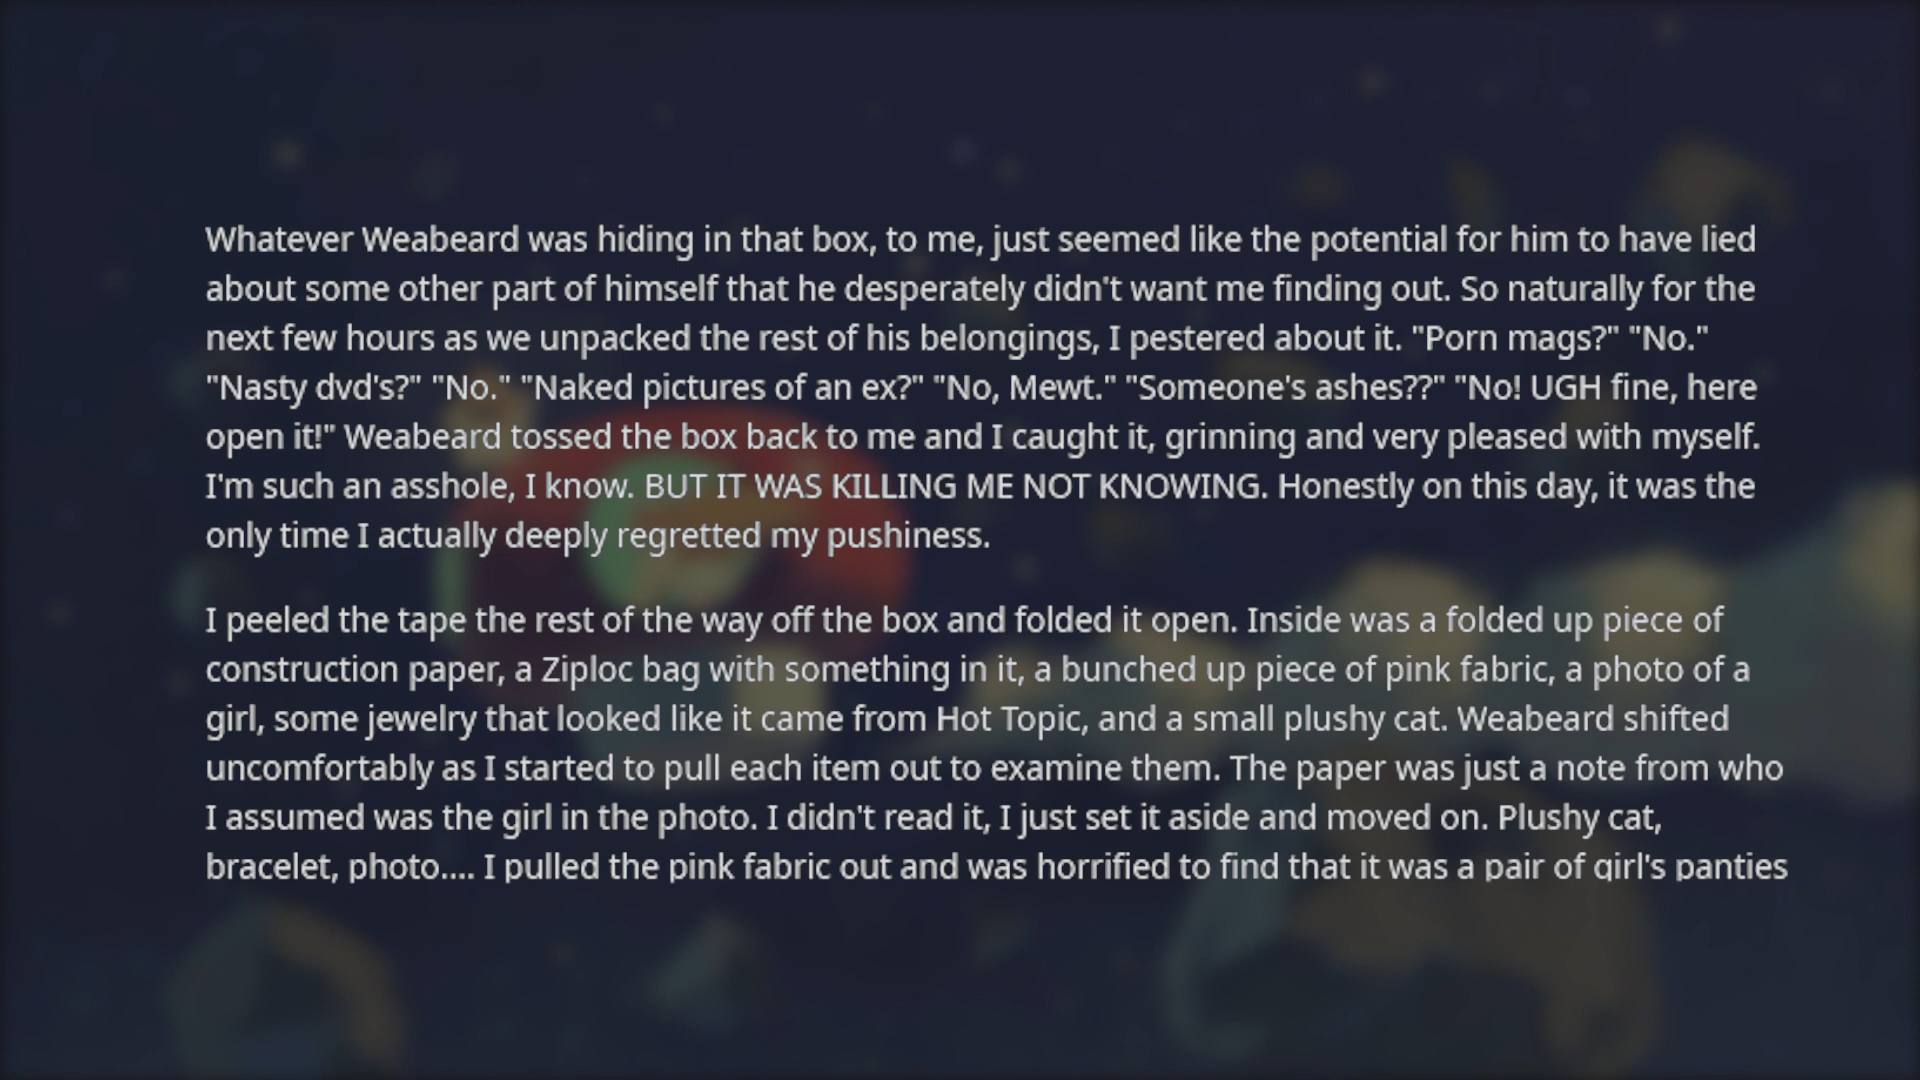 Whatever Weabeard was hiding in that box, to me, just seemed like the potential for him to have lied
about some other part of himself that he desperately didn't want me finding out. So naturally for the
next few hours as we unpacked the rest of his belongings, I pestered about it. "Porn mags?" "No."
"Nasty dvd's?" "No." "Naked pictures of an ex?" "No, Mewt." "Someone's ashes??" "No! UGH fine, here
open it!" Weabeard tossed the box back to me and I caught it, grinning and very pleased with myself.
I'm such an asshole, I know. BUT IT WAS KILLING ME NOT KNOWING. Honestly on this day, it was the
only time I actually deeply regretted my pushiness.
I peeled the tape the rest of the way off the box and folded it open. Inside was a folded up piece of
construction paper, a Ziploc bag with something in it, a bunched up piece of pink fabric, a photo of a
girl, some jewelry that looked like it came from Hot Topic, and a small plushy cat. Weabeard shifted
uncomfortably as I started to pull each item out to examine them. The paper was just a note from who
I assumed was the girl in the photo. I didn't read it, I just set it aside and moved on. Plushy cat,
bracelet, photo.... I pulled the pink fabric out and was horrified to find that it was a pair of girl's panties